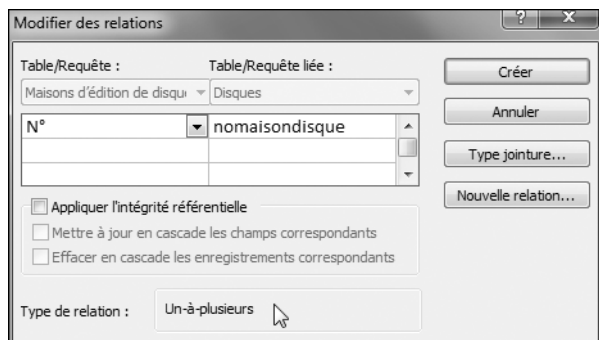 Modifier des relations
? X
Table/Requête : Table/Requête liée :
Maisons d'édition de disqu Disques
N° nomaisondisque
Appliquer l'intégrité référentielle
Mettre à jour en cascade les champs correspondants
Effacer en cascade les enregistrements correspondants
Type de relation : Un-à-plusieurs
Créer
Annuler
Type jointure...
Nouvelle relation...